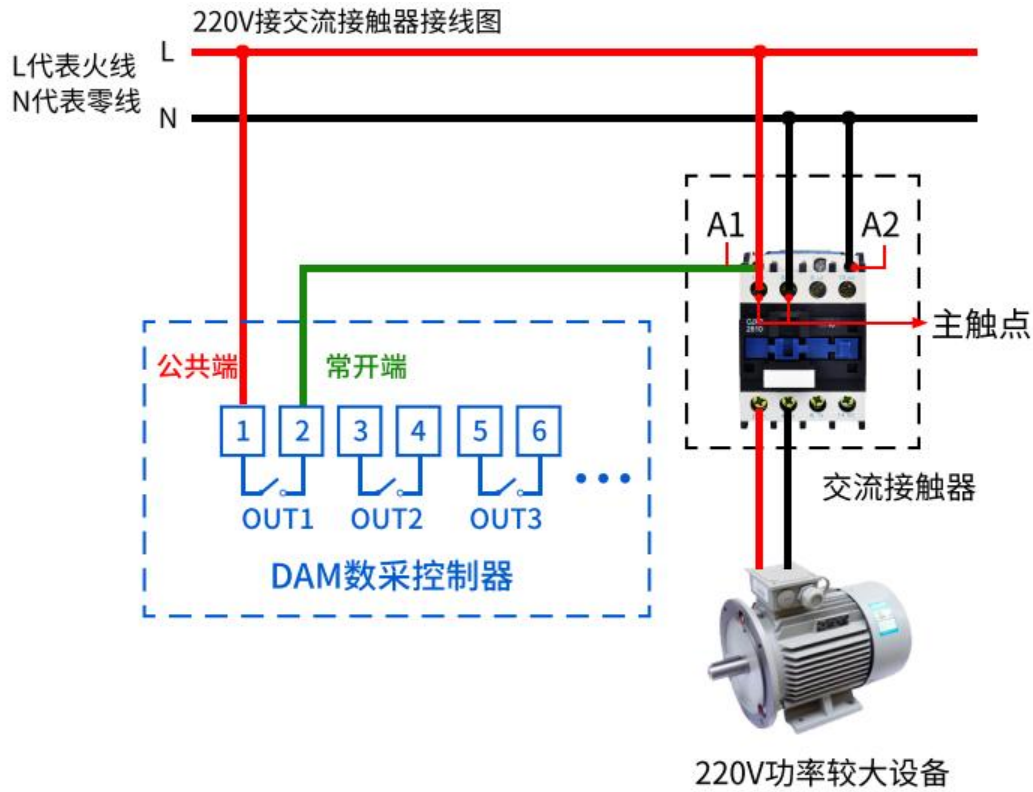 220V接交流接触器接线图
L代表火线
N代表零线
L
N
A1
A2
主触点
公共端
常开端
1
2
3
4
5
6
OUT1
OUT2
OUT3
DAM数采控制器
交流接触器
220V功率较大设备